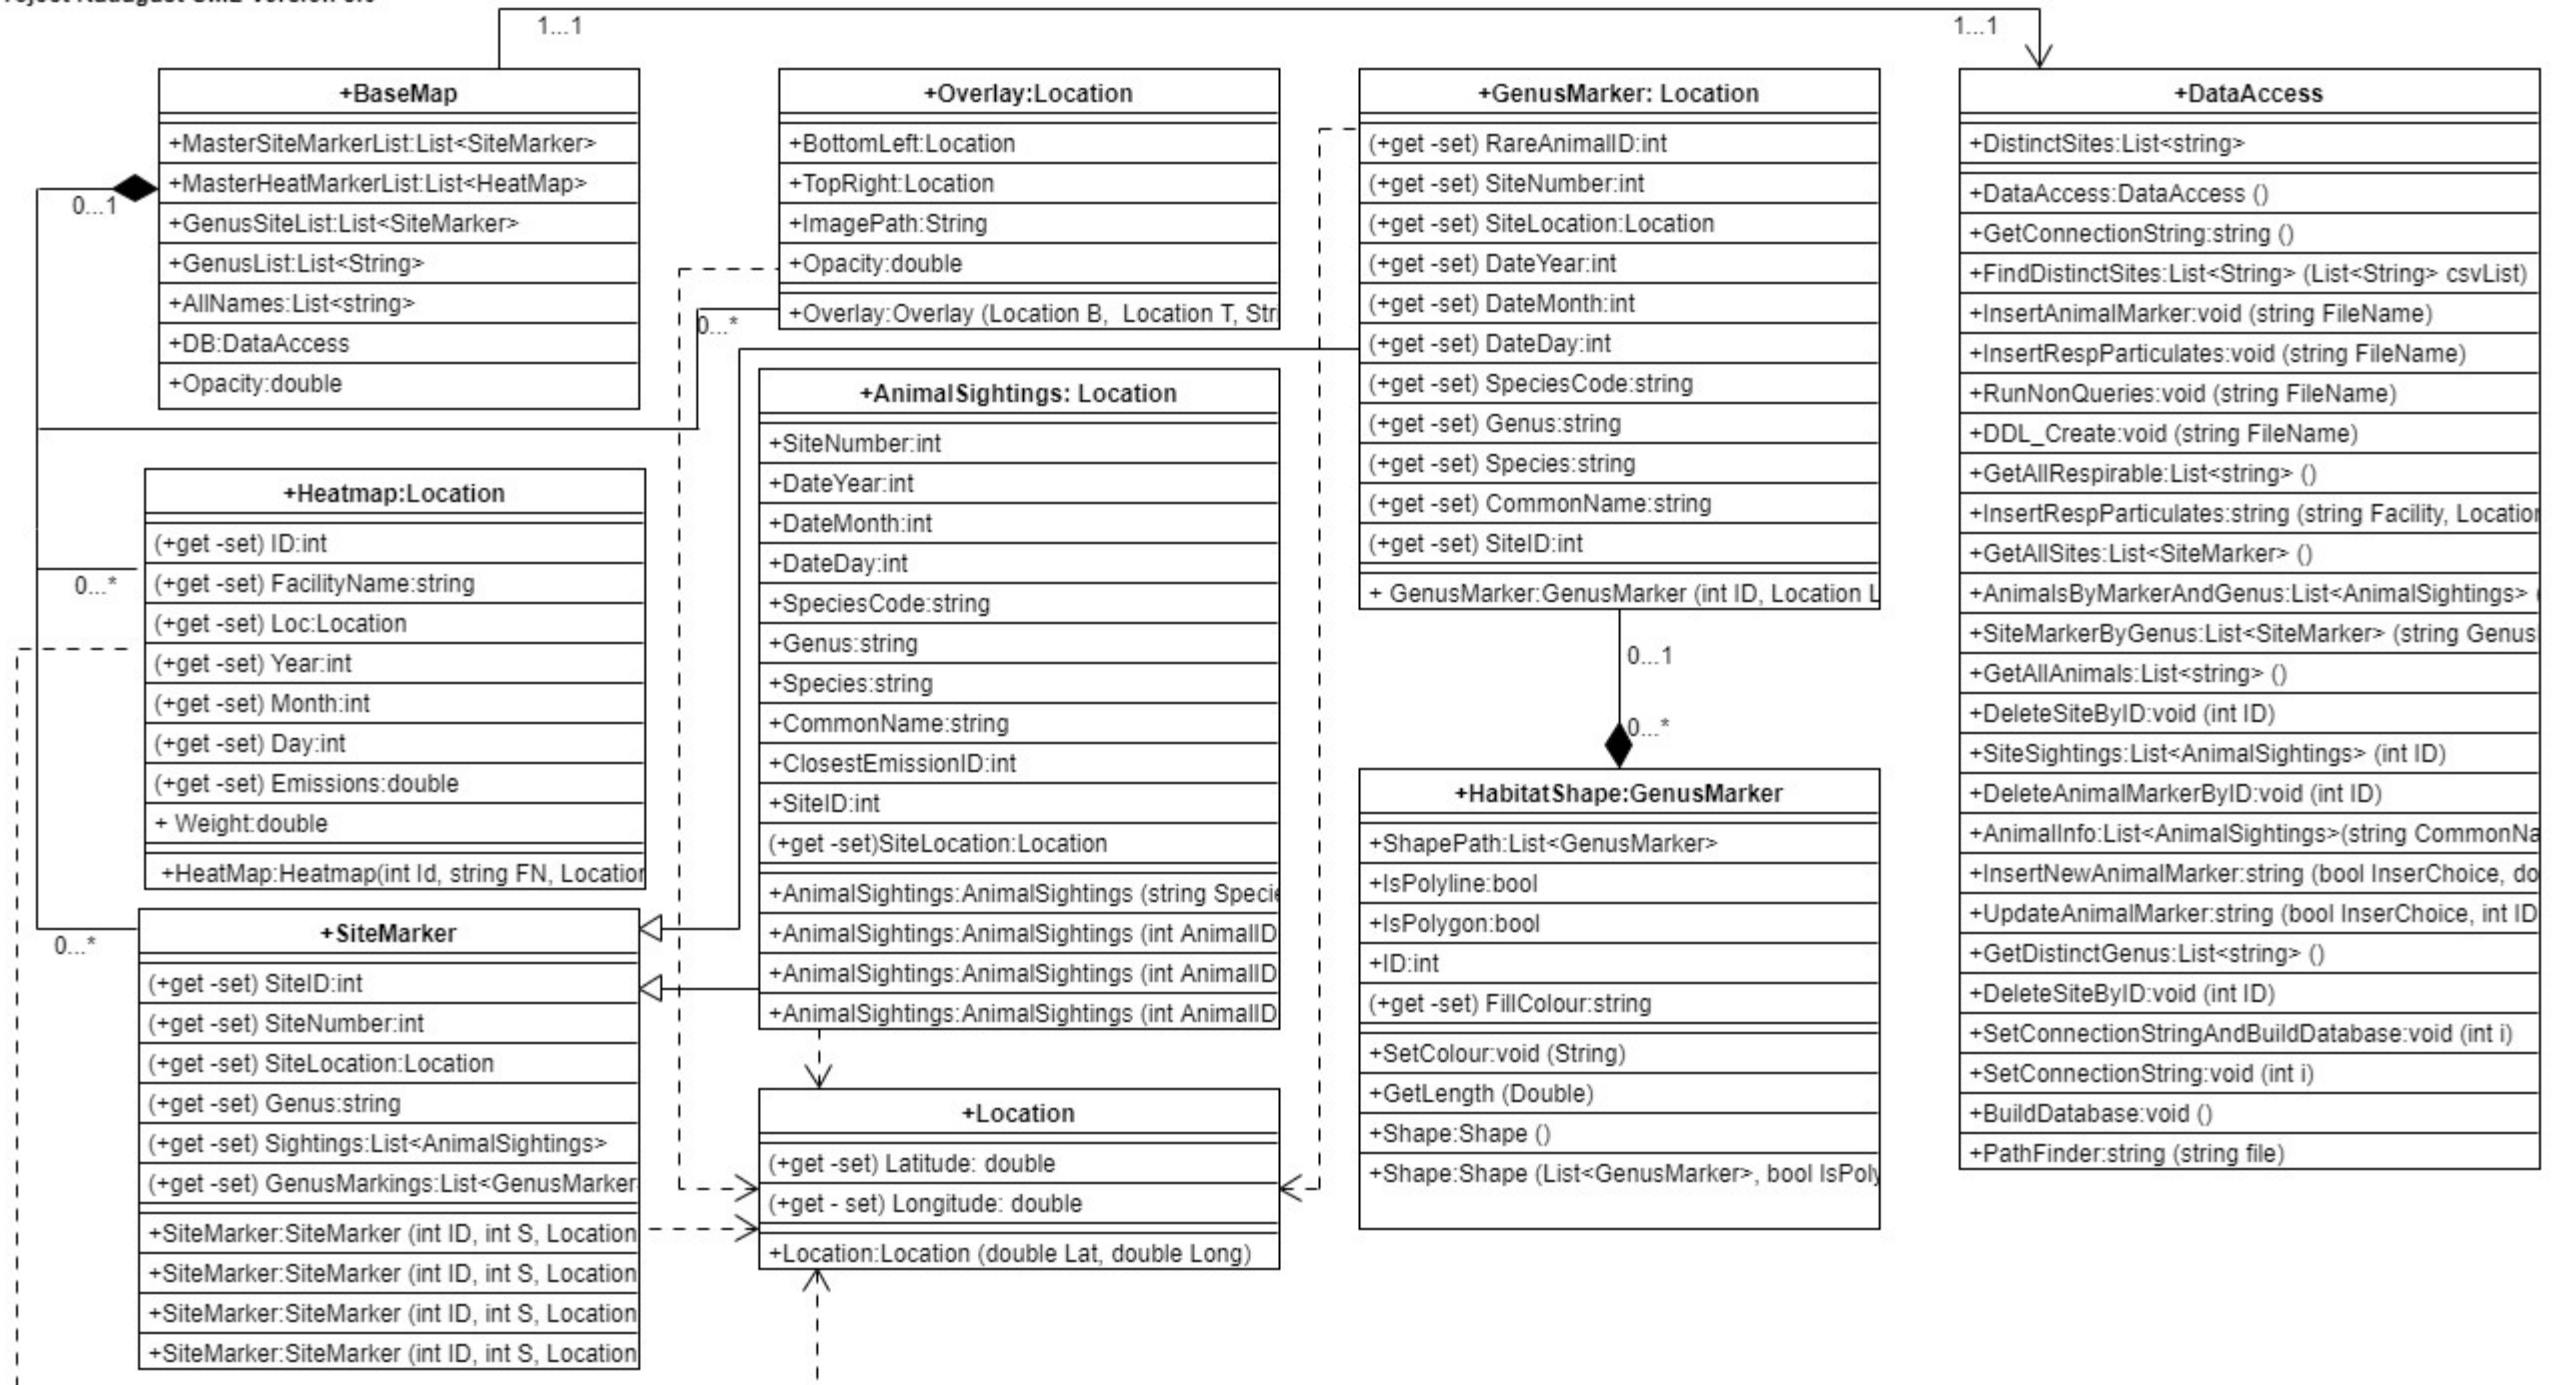 1...1
1...1
+BaseMap
+MasterSiteMarkerList:List<SiteMarker>
+MasterHeatMarkerList:List<HeatMap>
+GenusSiteList:List<SiteMarker>
+GenusList:List<String>
+AllNames:List<string>
+DB:DataAccess
+Opacity:double
0...1
+Overlay:Location
+BottomLeft:Location
+TopRight:Location
+ImagePath:String
+Opacity:double
+Overlay:Overlay (Location B, Location T, Stri
0...*
+GenusMarker: Location
(+get -set) RareAnimalID:int
(+get -set) SiteNumber:int
(+get -set) SiteLocation:Location
(+get -set) DateYear:int
(+get -set) DateMonth:int
(+get -set) DateDay:int
(+get -set) SpeciesCode:string
(+get -set) Genus:string
(+get -set) Species:string
(+get -set) CommonName:string
(+get -set) SiteID:int
+ GenusMarker:GenusMarker (int ID, Location L
+DataAccess
+DistinctSites:List<string>
+DataAccess:DataAccess ()
+GetConnectionString:string ()
+FindDistinctSites:List<String> (List<String> csvList)
+InsertAnimalMarker:void (string FileName)
+InsertRespParticulates:void (string FileName)
+RunNonQueries:void (string FileName)
+DDL_Create:void (string FileName)
+GetAllRespirable:List<string> ()
+InsertRespParticulates:string (string Facility, Location
+GetAllSites:List<SiteMarker> ()
+AnimalsByMarkerAndGenus:List<AnimalSightings> (
+SiteMarkerByGenus:List<SiteMarker> (string Genus
+GetAllAnimals:List<string> ()
+DeleteSiteByID:void (int ID)
+SiteSightings:List<AnimalSightings> (int ID)
+DeleteAnimalMarkerByID:void (int ID)
+AnimalInfo:List<AnimalSightings>(string CommonNa
+InsertNewAnimalMarker:string (bool InserChoice, do
+UpdateAnimalMarker:string (bool InserChoice, int ID
+GetDistinctGenus:List<string> ()
+DeleteSiteByID:void (int ID)
+SetConnectionStringAndBuildDatabase:void (int i)
+SetConnectionString:void (int i)
+BuildDatabase:void ()
+PathFinder:string (string file)
+Heatmap:Location
(+get -set) ID:int
(+get -set) FacilityName:string
(+get -set) Loc:Location
(+get -set) Year:int
(+get -set) Month:int
(+get -set) Day:int
(+get -set) Emissions:double
+ Weight:double
+HeatMap:Heatmap(int Id, string FN, Location
0...*
+AnimalSightings: Location
+SiteNumber:int
+DateYear:int
+DateMonth:int
+DateDay:int
+SpeciesCode:string
+Genus:string
+Species:string
+CommonName:string
+ClosestEmissionID:int
+SiteID:int
(+get -set)SiteLocation:Location
+AnimalSightings:AnimalSightings (string Specie
+AnimalSightings:AnimalSightings (int AnimalID
+AnimalSightings:AnimalSightings (int AnimalID
+AnimalSightings:AnimalSightings (int AnimalID
0...1
0...*
+HabitatShape:GenusMarker
+ShapePath:List<GenusMarker>
+IsPolyline:bool
+IsPolygon:bool
+ID:int
(+get -set) FillColour:string
+SetColour:void (String)
+GetLength (Double)
+Shape:Shape ()
+Shape:Shape (List<GenusMarker>, bool IsPoly
0...*
+SiteMarker
(+get -set) SiteID:int
(+get -set) SiteNumber:int
(+get -set) SiteLocation:Location
(+get -set) Genus:string
(+get -set) Sightings:List<AnimalSightings>
(+get -set) GenusMarkings:List<GenusMarker
+SiteMarker:SiteMarker (int ID, int S, Location
+SiteMarker:SiteMarker (int ID, int S, Location
+SiteMarker:SiteMarker (int ID, int S, Location
+SiteMarker:SiteMarker (int ID, int S, Location
+Location
(+get -set) Latitude: double
(+get - set) Longitude: double
+Location:Location (double Lat, double Long)